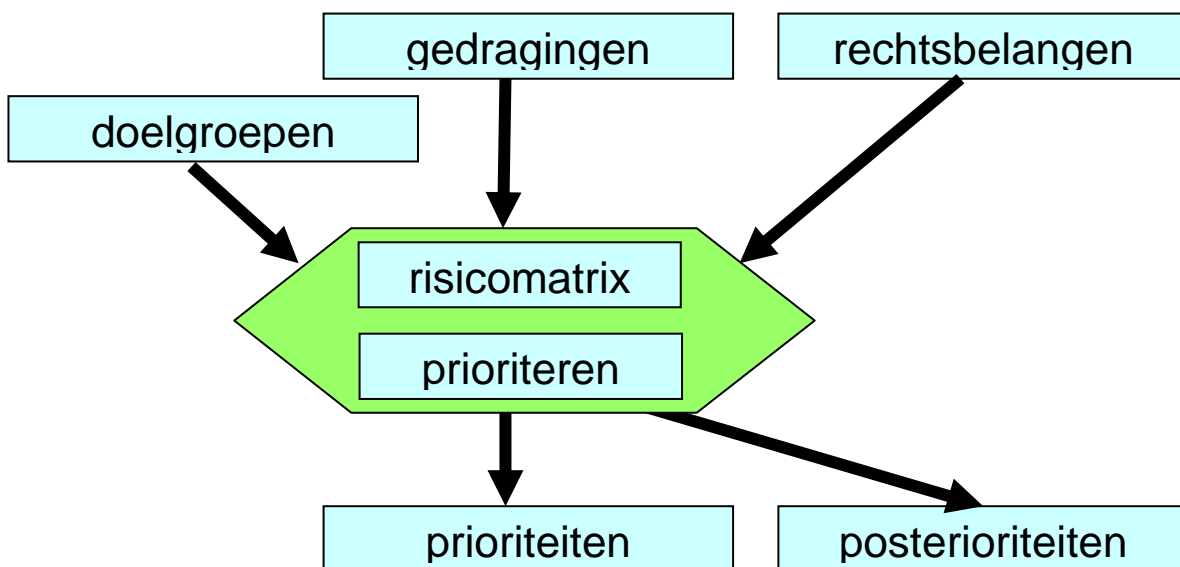 gedragingen
rechtsbelangen
doelgroepen
risicomatrix
prioriteren
prioriteiten
posterioriteiten